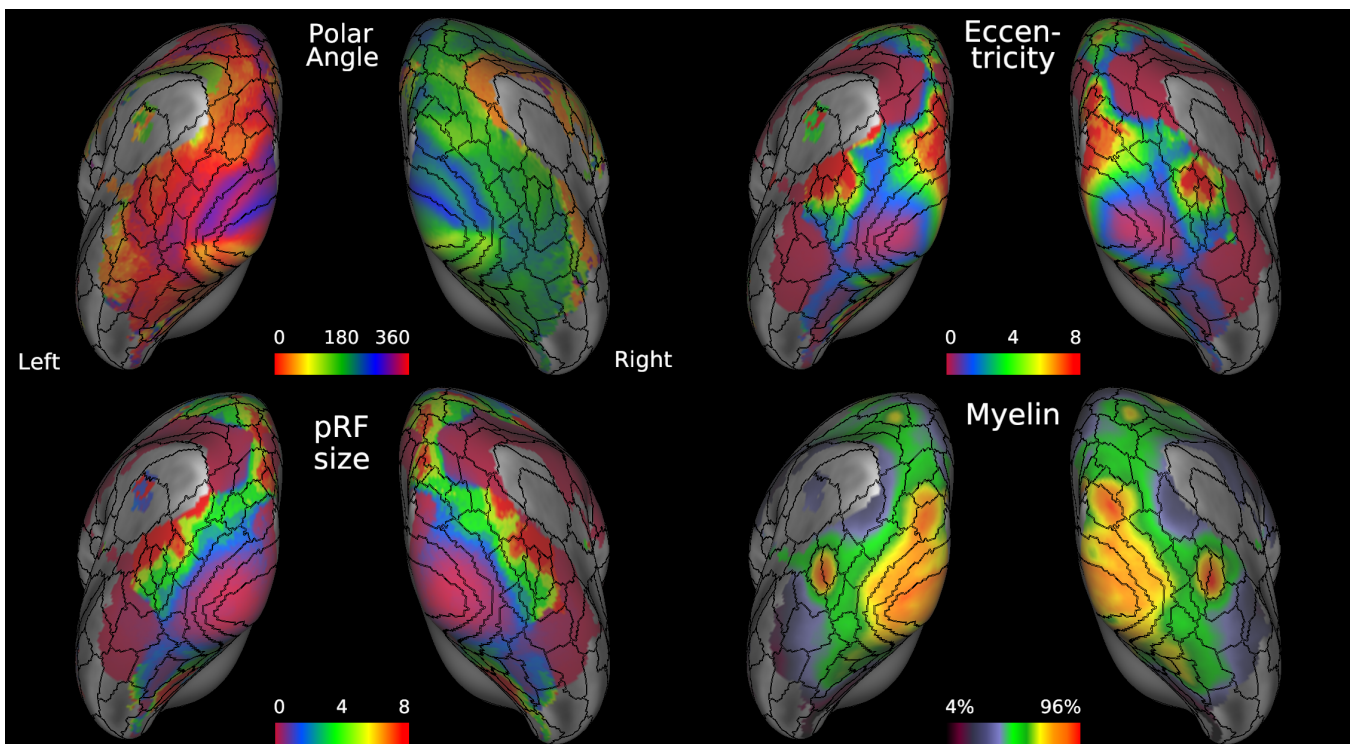 Polar
Angle
Eccen-
tricity
0 180 360
0 4 8
Left
Right
pRF
size
Myelin
0 4 8
4% 96%